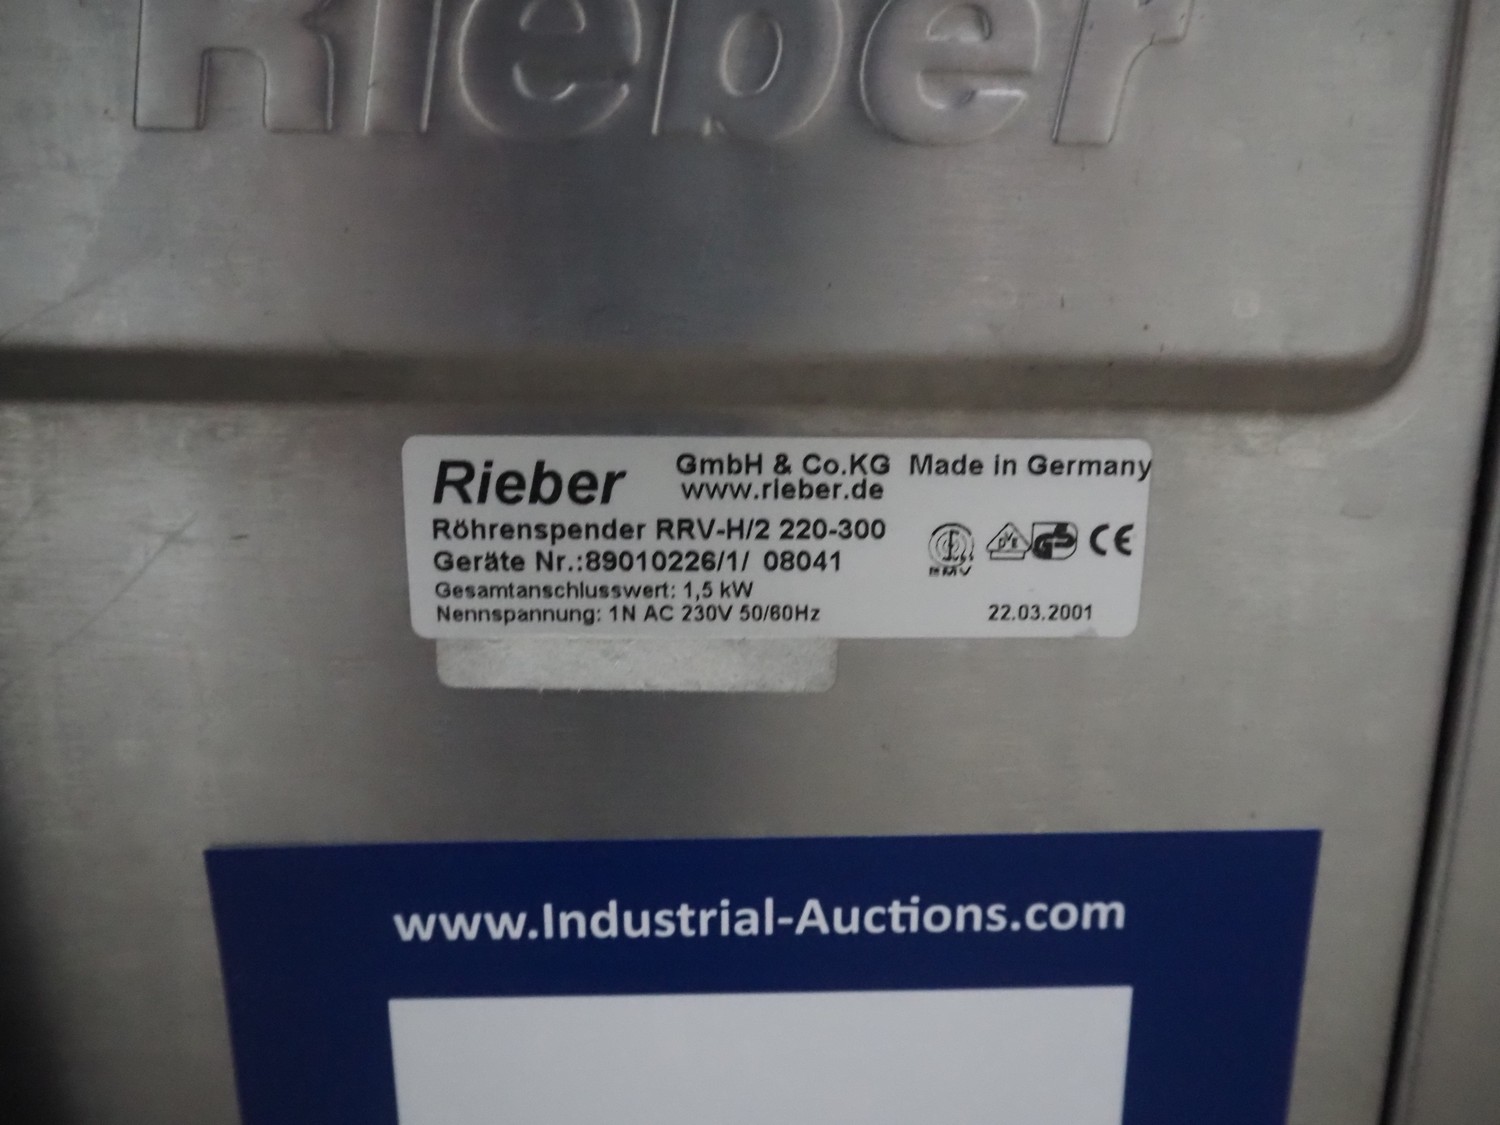 Rieber
Rieber GmbH & Co.KG Made in Germany
www.rieber.de
Röhrenspender RRV-H/2 220-300
Geräte Nr.:89010226/1/ 08041
Gesamtanschlusswert: 1,5 kW
Nennspannung: 1N AC 230V 50/60Hz
22.03.2001
DVE
GS
CE
www.Industrial-Auctions.com